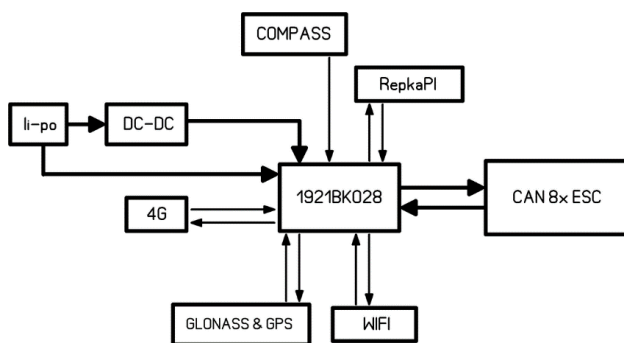 COMPASS
RepkaPI
li-po
DC-DC
1921BK028
CAN 8x ESC
4G
GLONASS & GPS
WIFI